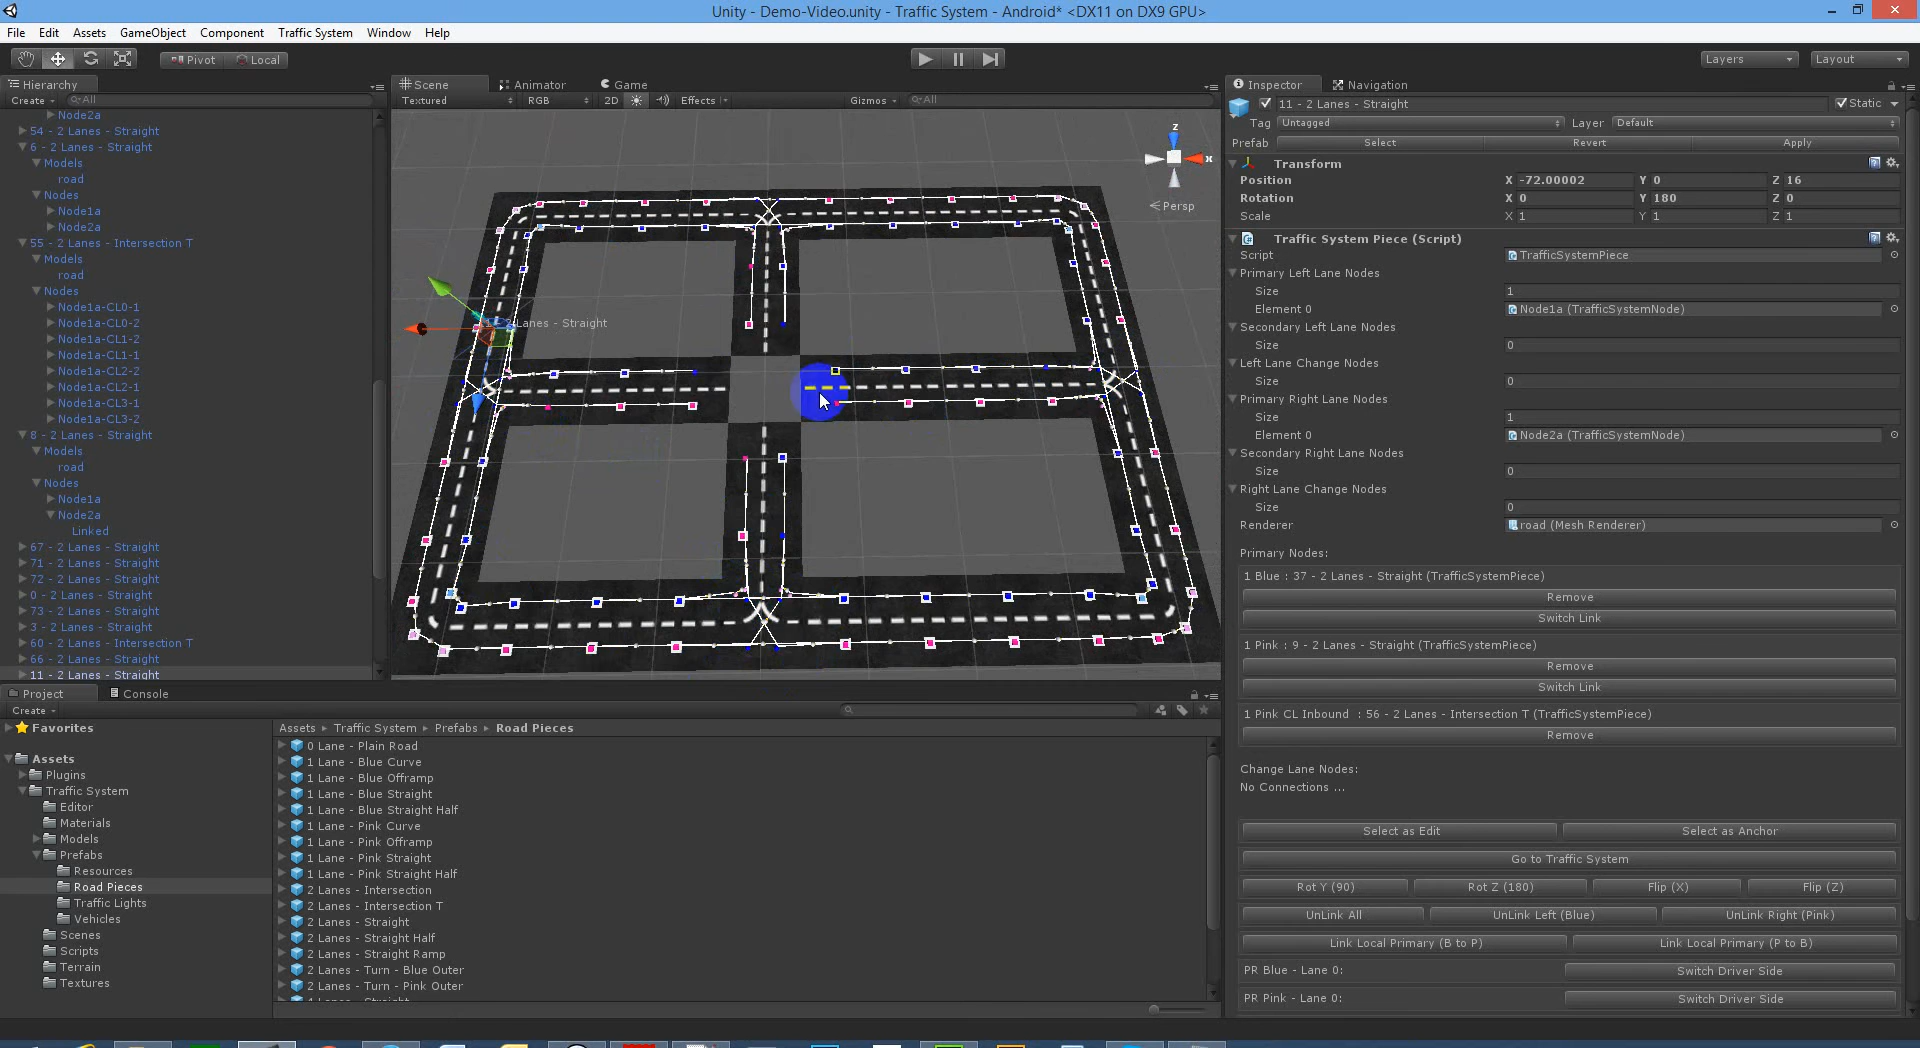 Unity - Demo-Video.unity - Traffic System - Android* <DX11 on DX9 GPU>
File Edit Assets GameObject Component Traffic System Window Help
Pivot Local
Layers Layout
Hierarchy
Create All
Node2a
54 - 2 Lanes - Straight
6 - 2 Lanes - Straight
Models
road
Nodes
Node1a
Node2a
55 - 2 Lanes - Intersection T
Models
road
Nodes
Node1a-CL0-1
Node1a-CL0-2
Node1a-CL1-2
Node1a-CL1-1
Node1a-CL2-2
Node1a-CL2-1
Node1a-CL3-1
Node1a-CL3-2
8 - 2 Lanes - Straight
Models
road
Nodes
Node1a
Node2a
Linked
67 - 2 Lanes - Straight
71 - 2 Lanes - Straight
72 - 2 Lanes - Straight
0 - 2 Lanes - Straight
73 - 2 Lanes - Straight
3 - 2 Lanes - Straight
60 - 2 Lanes - Intersection T
66 - 2 Lanes - Straight
11 - 2 Lanes - Straight
Scene Animator Game
Textured RGB 2D Effects Gizmos All
z
x
Persp
Lanes - Straight
Project Console
Create
Favorites
Assets
Plugins
Traffic System
Editor
Materials
Models
Prefabs
Resources
Road Pieces
Traffic Lights
Vehicles
Scenes
Scripts
Terrain
Textures
Assets Traffic System Prefabs Road Pieces
0 Lane - Plain Road
1 Lane - Blue Curve
1 Lane - Blue Offramp
1 Lane - Blue Straight
1 Lane - Blue Straight Half
1 Lane - Pink Curve
1 Lane - Pink Offramp
1 Lane - Pink Straight
1 Lane - Pink Straight Half
2 Lanes - Intersection
2 Lanes - Intersection T
2 Lanes - Straight
2 Lanes - Straight Half
2 Lanes - Straight Ramp
2 Lanes - Turn - Blue Outer
2 Lanes - Turn - Pink Outer
Inspector Navigation
11 - 2 Lanes - Straight Static
Tag Untagged Layer Default
Prefab Select Revert Apply
Transform
Position X -72.00002 Y 0 Z 16
Rotation X 0 Y 180 Z 0
Scale X 1 Y 1 Z 1
Traffic System Piece (Script)
Script TrafficSystemPiece
Primary Left Lane Nodes
Size 1
Element 0 Node1a (TrafficSystemNode)
Secondary Left Lane Nodes
Size 0
Left Lane Change Nodes
Size 0
Primary Right Lane Nodes
Size 1
Element 0 Node2a (TrafficSystemNode)
Secondary Right Lane Nodes
Size 0
Right Lane Change Nodes
Size 0
Renderer road (Mesh Renderer)
Primary Nodes:
1 Blue : 37 - 2 Lanes - Straight (TrafficSystemPiece)
Remove
Switch Link
1 Pink : 9 - 2 Lanes - Straight (TrafficSystemPiece)
Remove
Switch Link
1 Pink CL Inbound : 56 - 2 Lanes - Intersection T (TrafficSystemPiece)
Remove
Change Lane Nodes:
No Connections ...
Select as Edit Select as Anchor
Go to Traffic System
Rot Y (90) Rot Z (180) Flip (X) Flip (Z)
UnLink All UnLink Left (Blue) UnLink Right (Pink)
Link Local Primary (B to P) Link Local Primary (P to B)
PR Blue - Lane 0: Switch Driver Side
PR Pink - Lane 0: Switch Driver Side